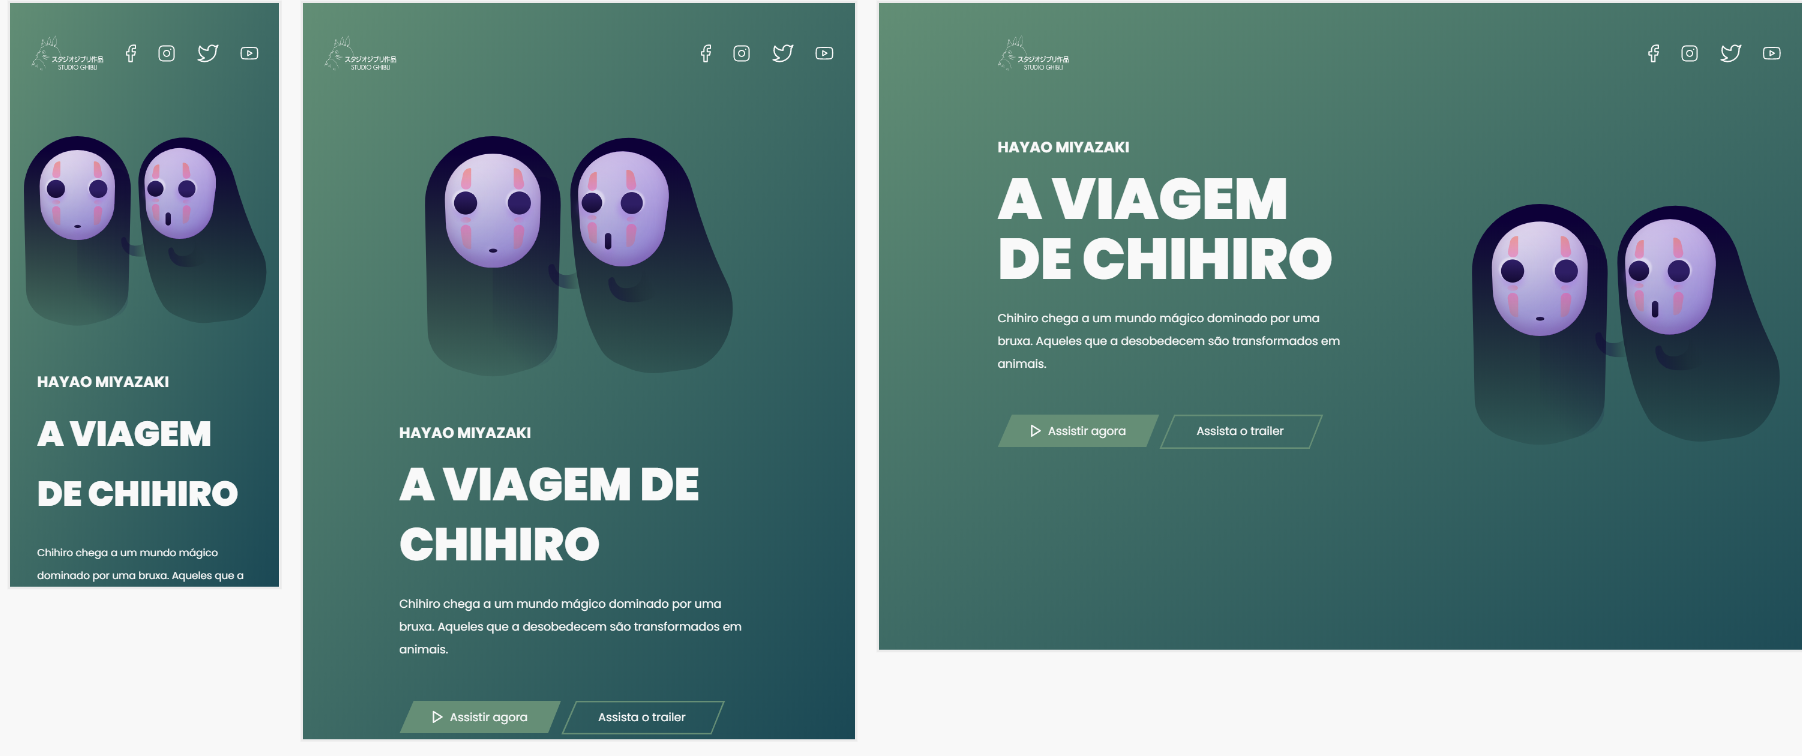 スタジオジブリ作品
STUDIO GHIBLI
HAYAO MIYAZAKI
A VIAGEM
DE CHIHIRO
Chihiro chega a um mundo mágico
dominado por uma bruxa. Aqueles que a
スタジオジブリ作品
STUDIO GHIBLI
HAYAO MIYAZAKI
A VIAGEM DE
CHIHIRO
Chihiro chega a um mundo mágico dominado por uma
bruxa. Aqueles que a desobedecem são transformados em
animais.
Assistir agora
Assista o trailer
スタジオジブリ作品
STUDIO GHIBLI
HAYAO MIYAZAKI
A VIAGEM
DE CHIHIRO
Chihiro chega a um mundo mágico dominado por uma
bruxa. Aqueles que a desobedecem são transformados em
animais.
Assistir agora
Assista o trailer